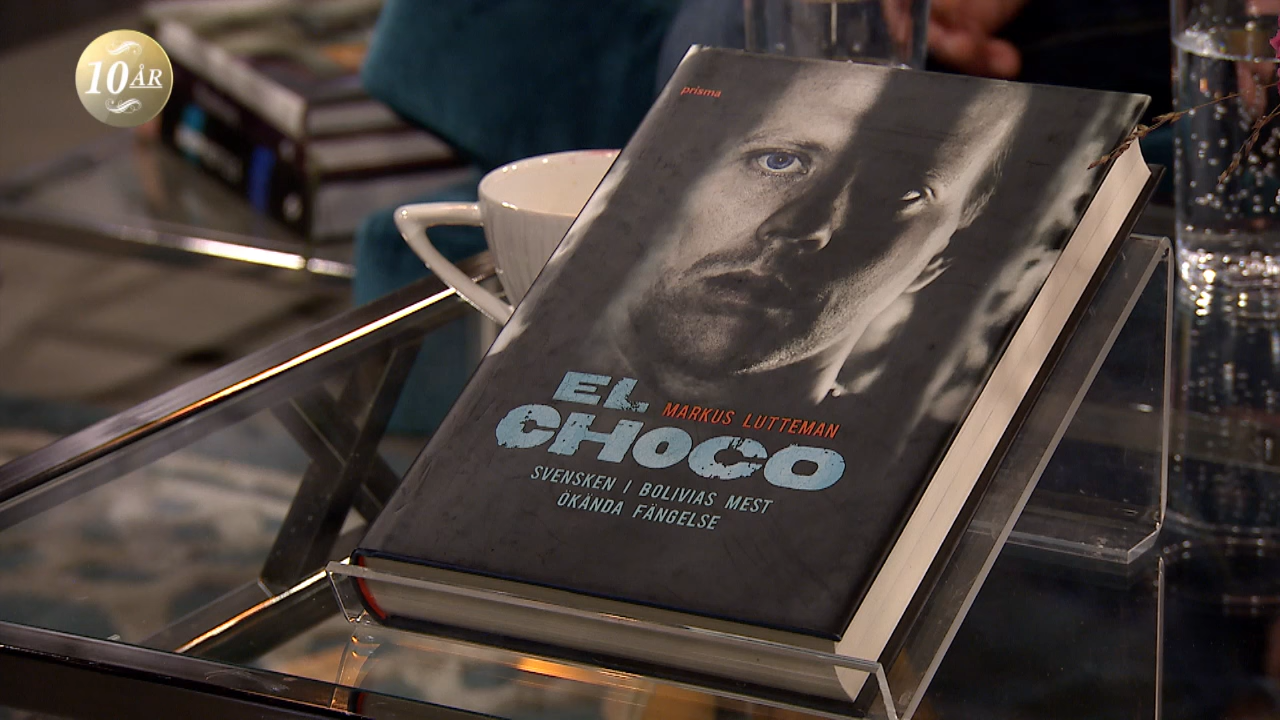 10 ÅR
prisma
EL
MARKUS LUTTEMAN
CHOCO
SVENSKEN I BOLIVIAS MEST
ÖKÄNDA FÄNGELSE